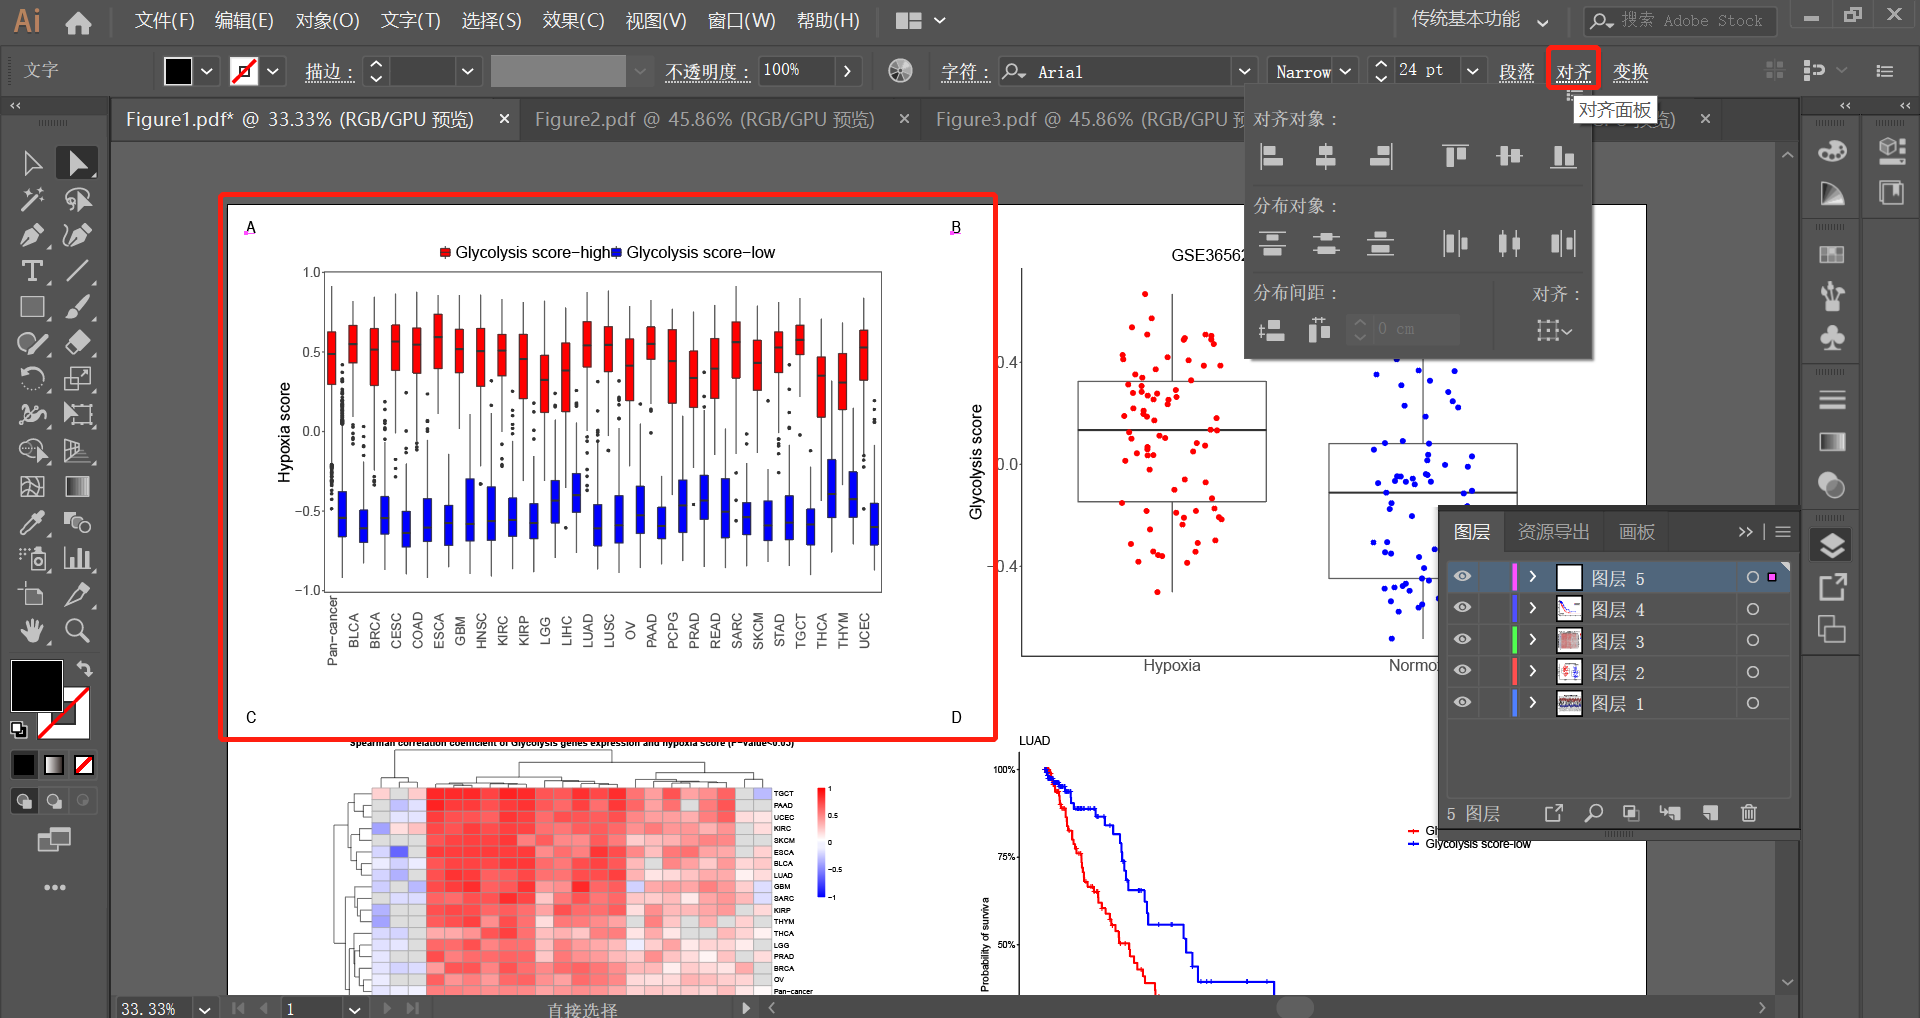 Ai
文件(F) 编辑(E) 对象(O) 文字(T) 选择(S) 效果(C) 视图(V) 窗口(W) 帮助(H)
传统基本功能
搜索 Adobe Stock
文字
描边：
不透明度： 100%
字符： Arial
Narrow
24 pt
段落 对齐 变换
对齐面板
Figure1.pdf* @ 33.33% (RGB/GPU 预览)
Figure2.pdf @ 45.86% (RGB/GPU 预览)
Figure3.pdf @ 45.86% (RGB/GPU 预
览)
对齐对象：
分布对象：
分布间距： 对齐：
0 cm
A
B
Glycolysis score-high Glycolysis score-low
1.0
0.5
0.0
-0.5
-1.0
Hypoxia score
Pan-cancer BLCA BRCA CESC COAD ESCA GBM HNSC KIRC KIRP LGG LIHC LUAD LUSC OV PAAD PCPG PRAD READ SARC SKCM STAD TGCT THCA THYM UCEC
C
D
GSE36562
0.4
0.0
-0.4
Glycolysis score
Hypoxia
Normo
Spearman correlation coefficient of Glycolysis genes expression and hypoxia score (P-value<0.05)
TGCT
PAAD
UCEC
KIRC
SKCM
ESCA
BLCA
LUAD
GBM
SARC
KIRP
THYM
THCA
LGG
PRAD
BRCA
OV
Pan-cancer
1
0.5
0
-0.5
-1
LUAD
100%
75%
50%
Probability of surviva
Gl
Glycolysis score-low
图层 资源导出 画板
图层 5
图层 4
图层 3
图层 2
图层 1
5 图层
33.33%
1
直接选择